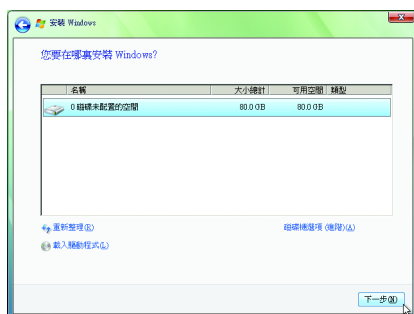 安裝 Windows
您要在哪裏安裝 Windows?
名稱 大小總計 可用空間 類型
0 磁碟未配置的空間 80.0 GB 80.0 GB
重新整理(R) 磁碟機選項 (進階)(A)
載入驅動程式(L)
下一步(N)